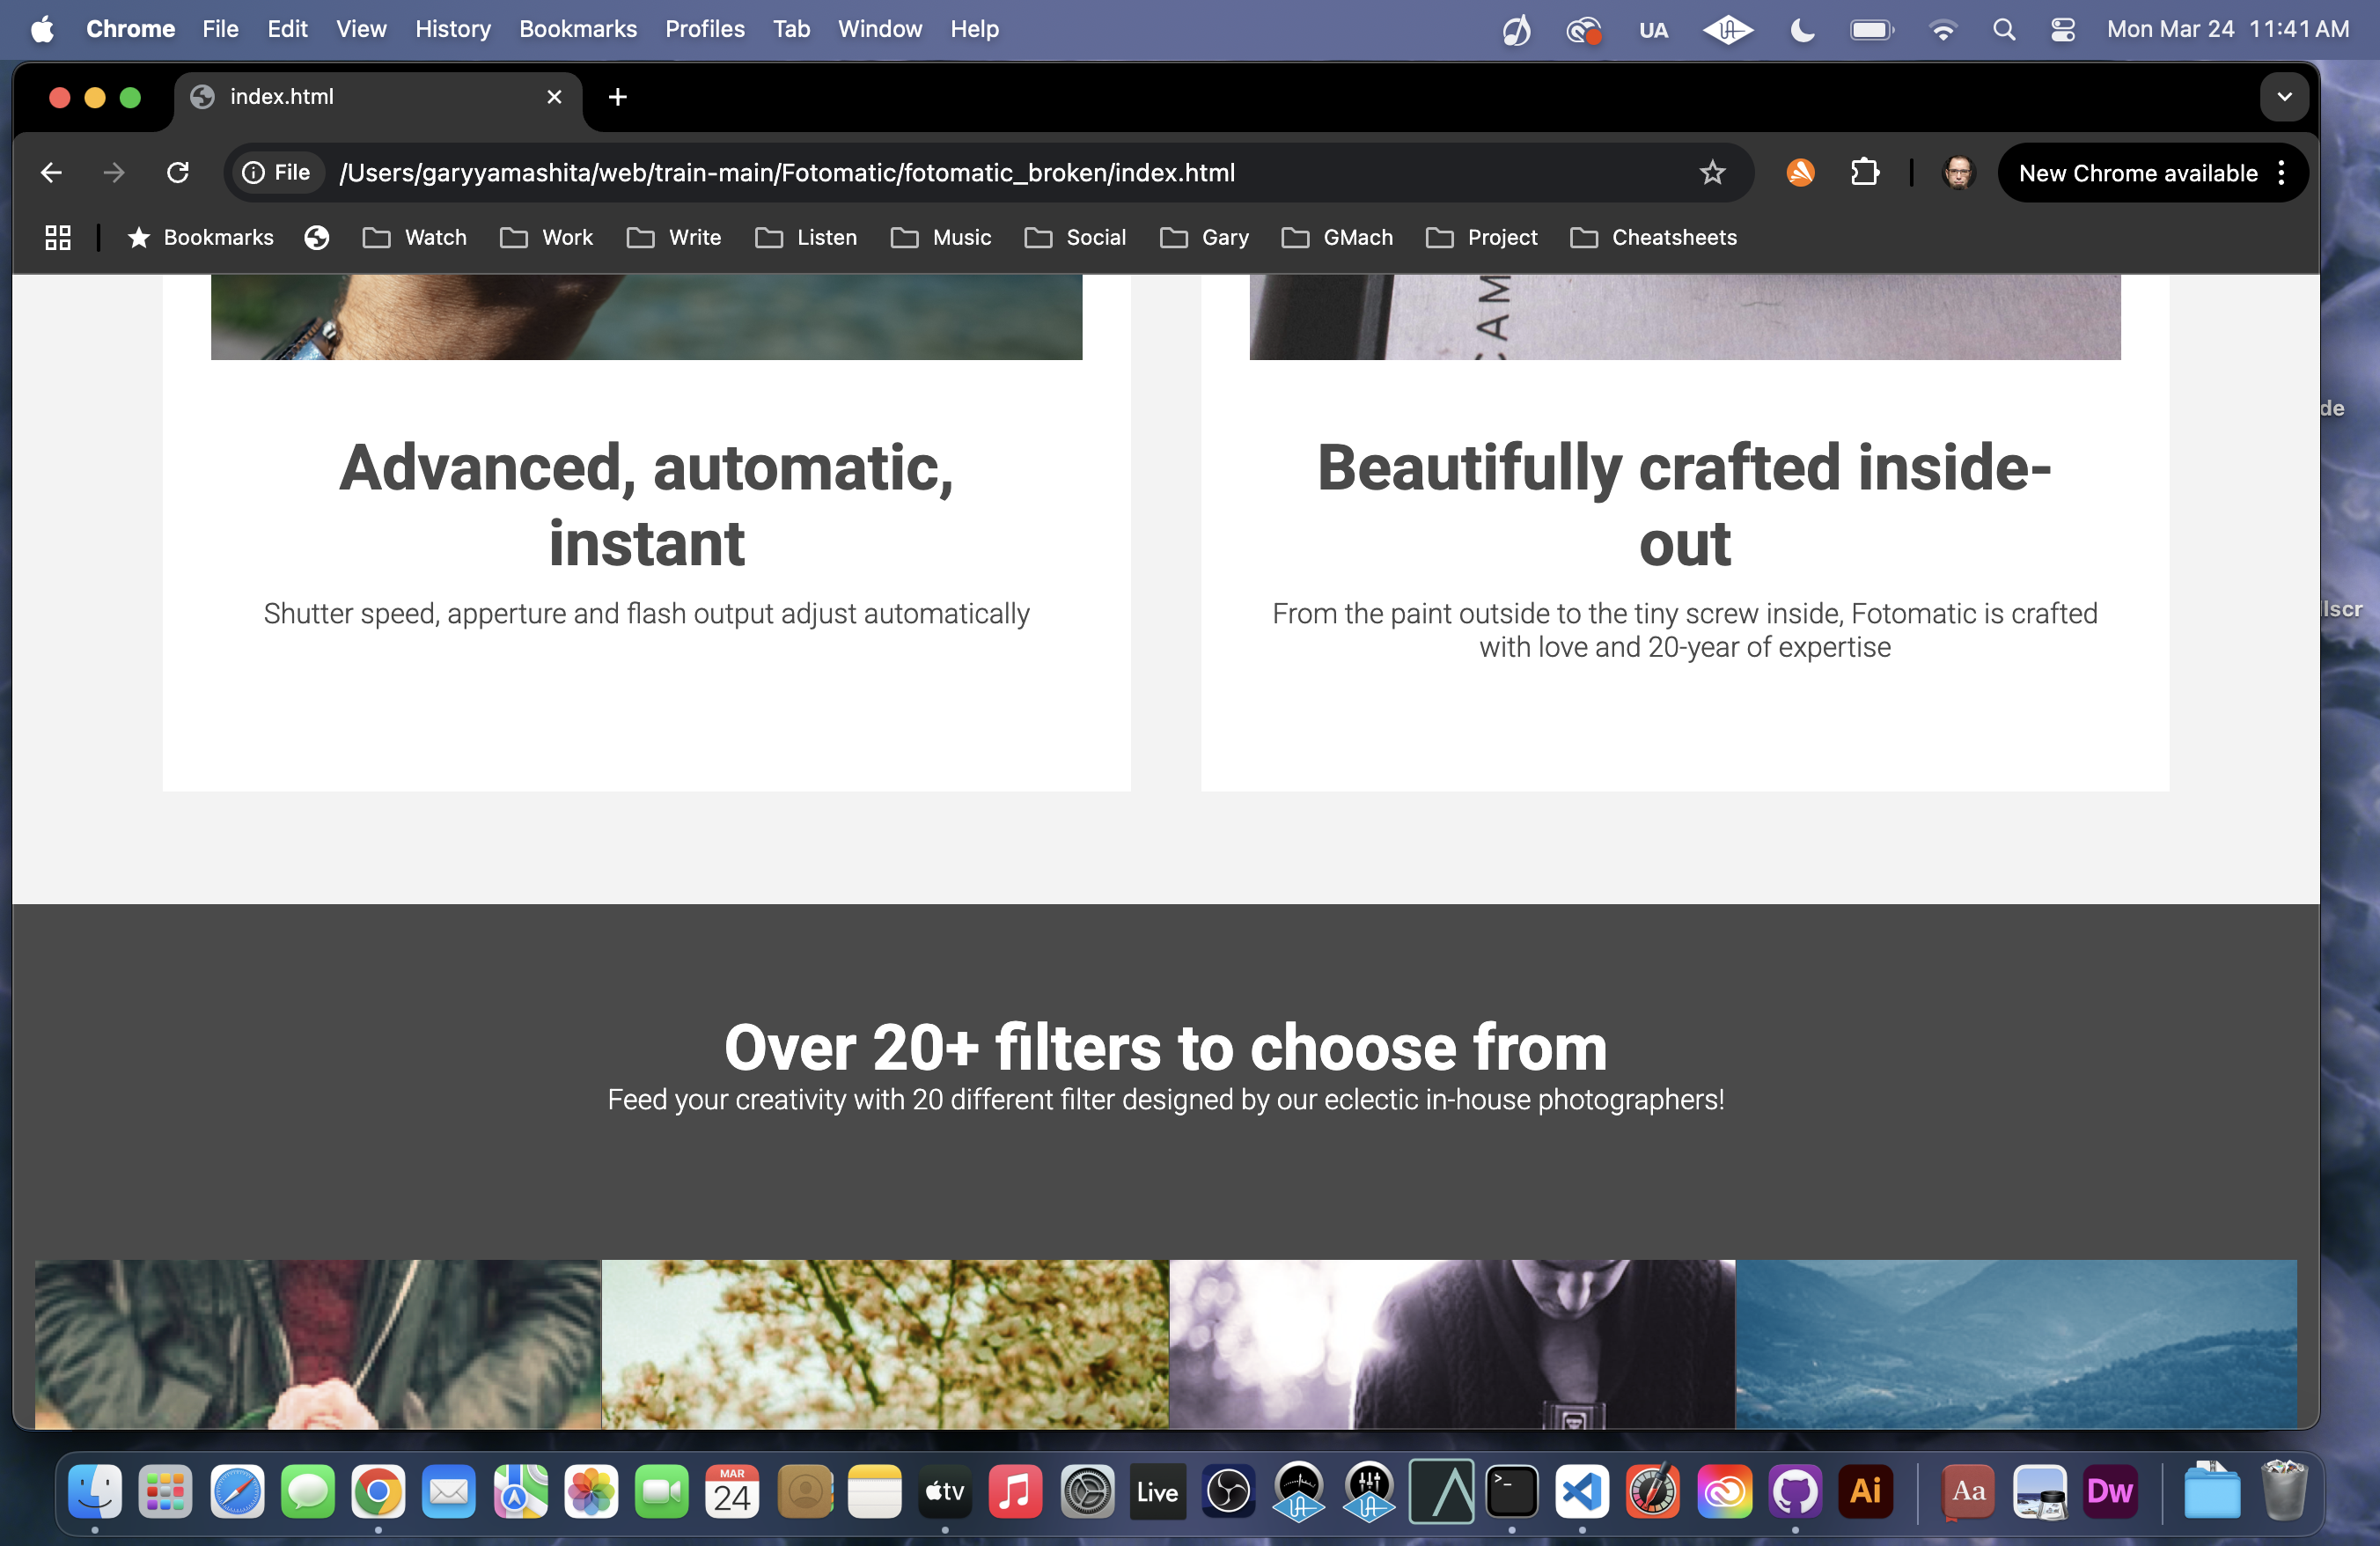 Chrome File Edit View History Bookmarks Profiles Tab Window Help UA Mon Mar 24 11:41 AM
index.html
File /Users/garyyamashita/web/train-main/Fotomatic/fotomatic_broken/index.html New Chrome available
Bookmarks Watch Work Write Listen Music Social Gary GMach Project Cheatsheets
CAM
de
Advanced, automatic,
instant
Beautifully crafted inside-
out
llscr
Shutter speed, apperture and flash output adjust automatically
From the paint outside to the tiny screw inside, Fotomatic is crafted
with love and 20-year of expertise
Over 20+ filters to choose from
Feed your creativity with 20 different filter designed by our eclectic in-house photographers!
MAR
24
tv
Live
Ai
Aa
Dw